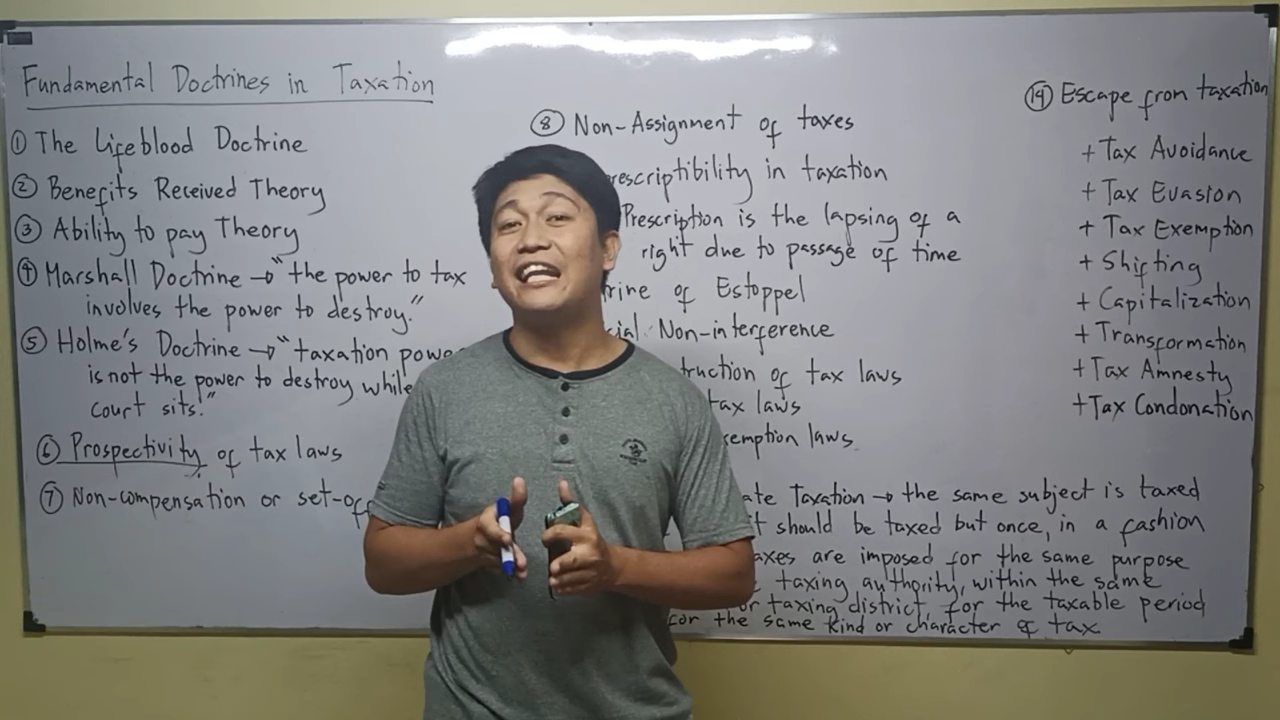 Fundamental Doctrines in Taxation
① The Lifeblood Doctrine
② Benefits Received Theory
③ Ability to pay Theory
④ Marshall Doctrine → "the power to tax
involves the power to destroy."
⑤ Holme's Doctrine → "taxation power
is not the power to destroy while
court sits."
⑥ Prospectivity of tax laws
⑦ Non-compensation or set-of
⑧ Non-Assignment of taxes
rescriptibility in taxation
Prescription is the lapsing of a
right due to passage of time
rine of Estoppel
cial Non-interference
truction of tax laws
tax laws
emption laws
ate Taxation → the same subject is taxed
t should be taxed but once, in a fashion
axes are imposed for the same purpose
taxing authority, within the same
or taxing district, for the taxable period
for the same kind or character of tax
⑭ Escape from taxation
+ Tax Avoidance
+ Tax Evasion
+ Tax Exemption
+ Shifting
+ Capitalization
+ Transformation
+ Tax Amnesty
+ Tax Condonation